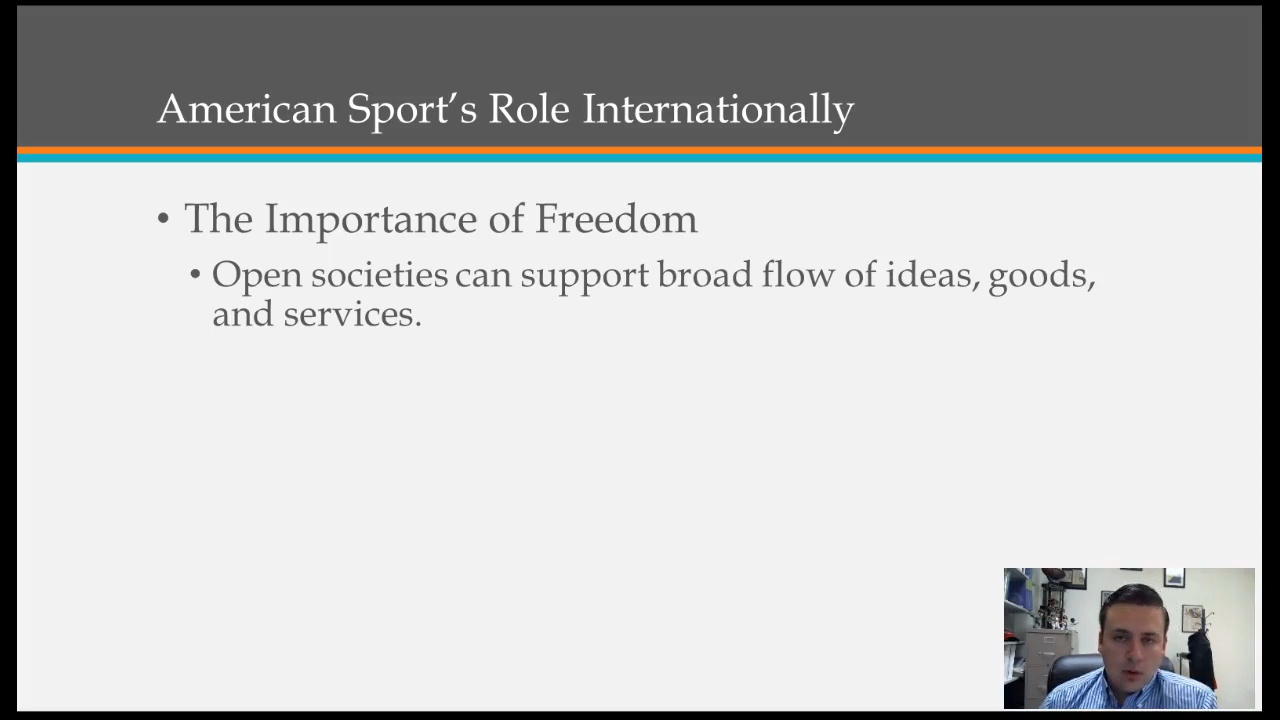 American Sport’s Role Internationally
• The Importance of Freedom
• Open societies can support broad flow of ideas, goods,
and services.